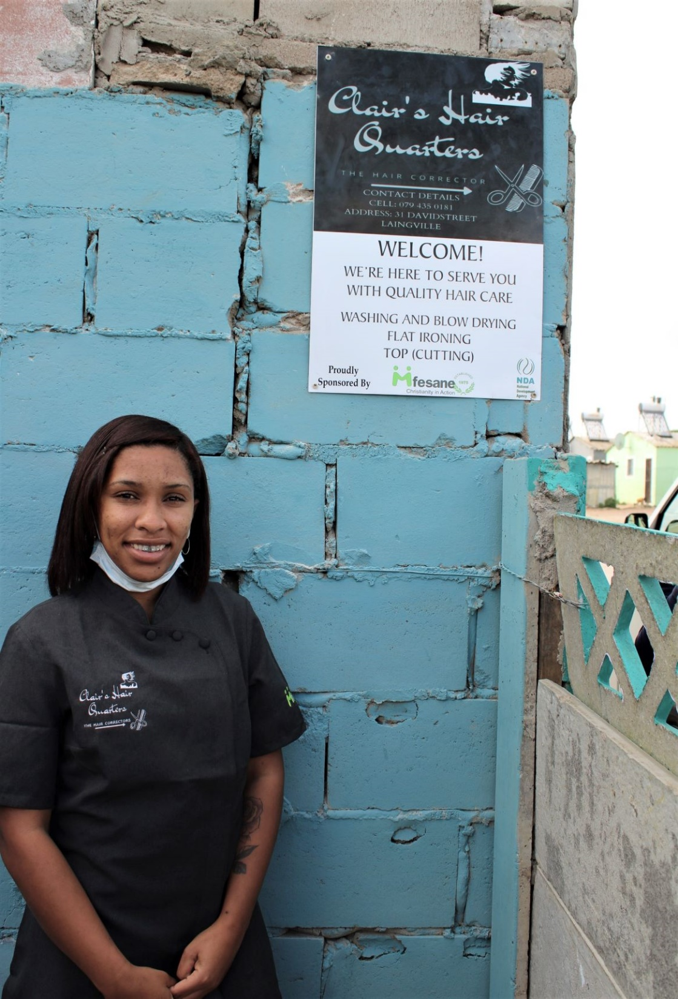 Clair's Hair
Quarters
THE HAIR CORRECTOR
CONTACT DETAILS
CELL: 079 435 0181
ADDRESS: 31 DAVIDSTREET
LAINGVILLE
WELCOME!
WE'RE HERE TO SERVE YOU
WITH QUALITY HAIR CARE
WASHING AND BLOW DRYING
FLAT IRONING
TOP (CUTTING)
Proudly
Sponsored By
Mfesane
Christianity in Action
ESTABLISHED
1975
NDA
National
Development
Agency
Clair's Hair
Quarters
THE HAIR CORRECTORS